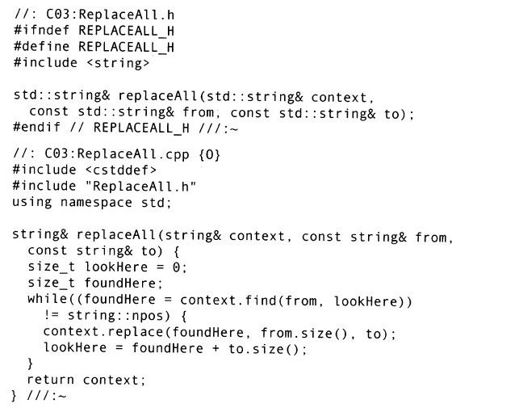 //: C03:ReplaceAll.h
#ifndef REPLACEALL_H
#define REPLACEALL_H
#include <string>

std::string& replaceAll(std::string& context,
  const std::string& from, const std::string& to);
#endif // REPLACEALL_H ///:~
//: C03:ReplaceAll.cpp {O}
#include <cstddef>
#include "ReplaceAll.h"
using namespace std;

string& replaceAll(string& context, const string& from,
  const string& to) {
  size_t lookHere = 0;
  size_t foundHere;
  while((foundHere = context.find(from, lookHere))
    != string::npos) {
    context.replace(foundHere, from.size(), to);
    lookHere = foundHere + to.size();
  }
  return context;
} ///:~